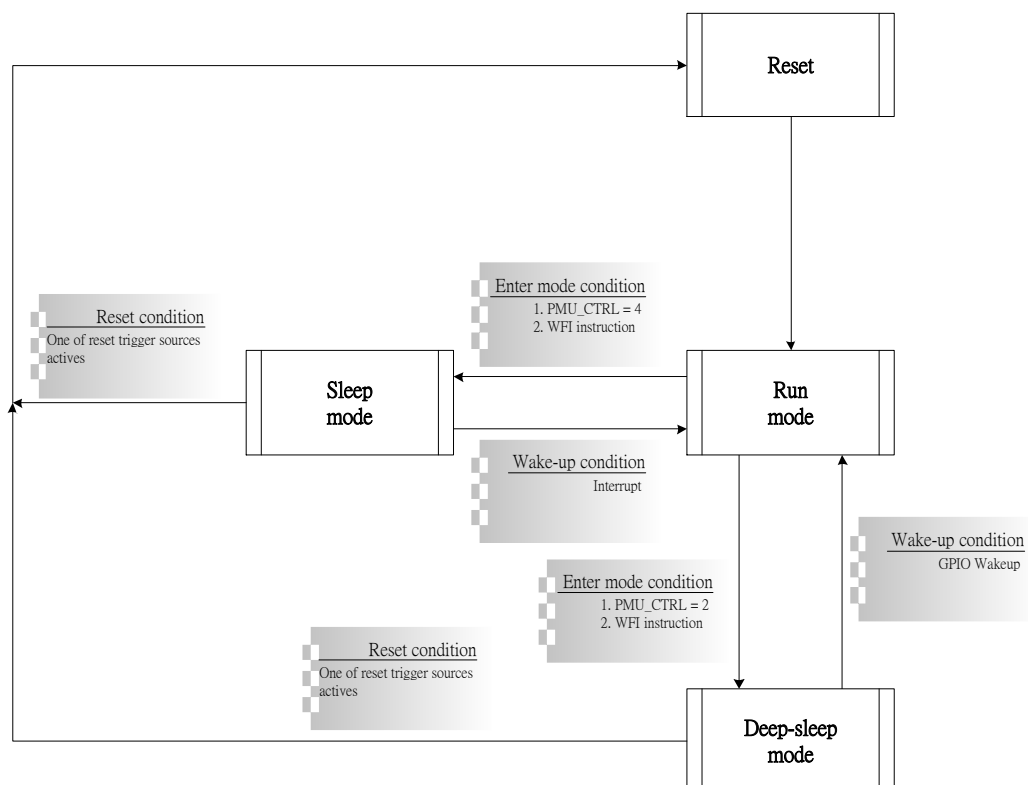 Reset
Enter mode condition
1. PMU_CTRL = 4
2. WFI instruction
Reset condition
One of reset trigger sources
actives
Sleep
mode
Run
mode
Wake-up condition
Interrupt
Wake-up condition
GPIO Wakeup
Enter mode condition
1. PMU_CTRL = 2
2. WFI instruction
Reset condition
One of reset trigger sources
actives
Deep-sleep
mode